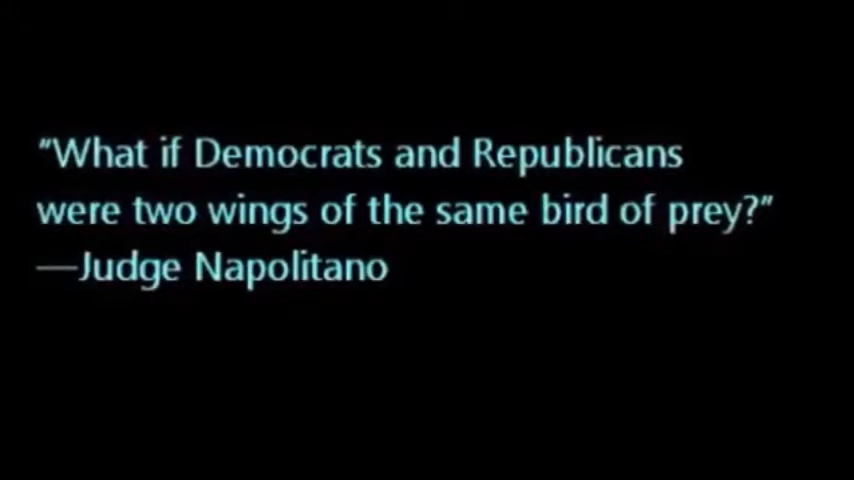 "What if Democrats and Republicans
were two wings of the same bird of prey?"
—Judge Napolitano